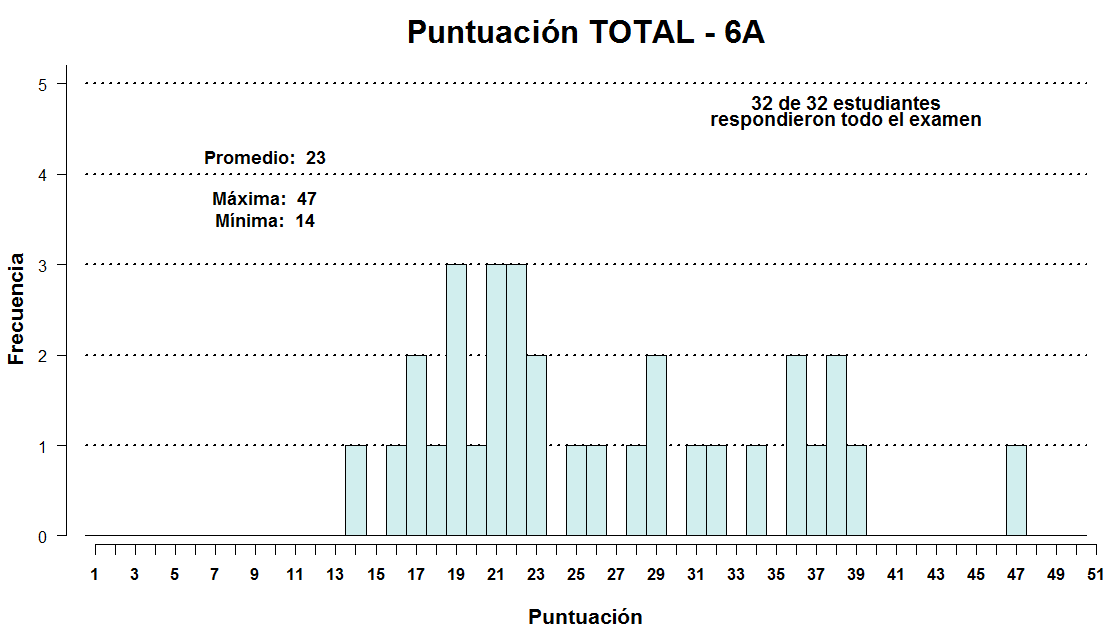 Puntuación TOTAL - 6A
32 de 32 estudiantes
respondieron todo el examen
Promedio: 23
Máxima: 47
Mínima: 14
Frecuencia
5
4
3
2
1
0
1 3 5 7 9 11 13 15 17 19 21 23 25 27 29 31 33 35 37 39 41 43 45 47 49 51
Puntuación